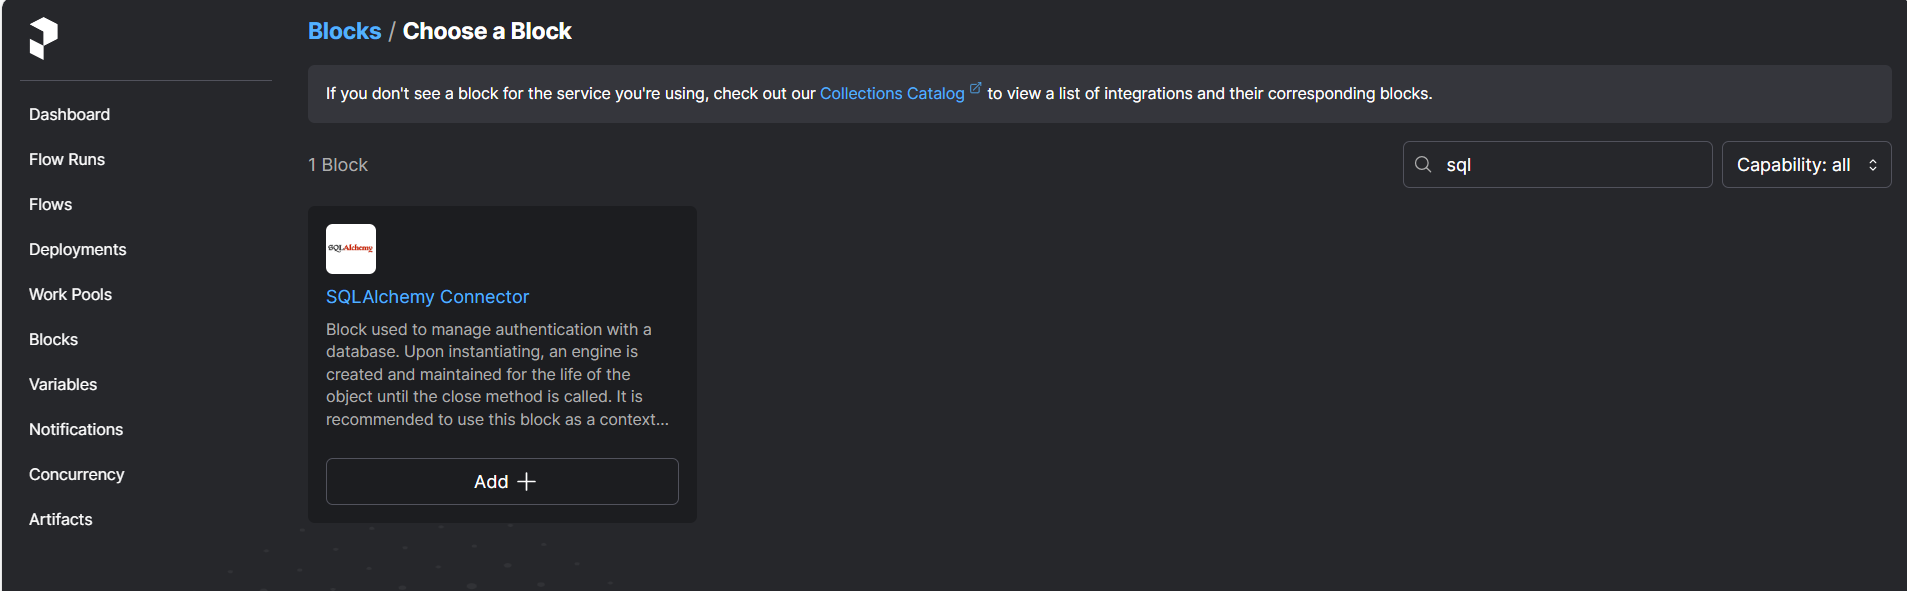 Blocks / Choose a Block
If you don't see a block for the service you're using, check out our Collections Catalog to view a list of integrations and their corresponding blocks.
Dashboard
Flow Runs
Flows
Deployments
Work Pools
Blocks
Variables
Notifications
Concurrency
Artifacts
1 Block
sql
Capability: all
SQLAlchemy
SQLAlchemy Connector
Block used to manage authentication with a
database. Upon instantiating, an engine is
created and maintained for the life of the
object until the close method is called. It is
recommended to use this block as a context...
Add